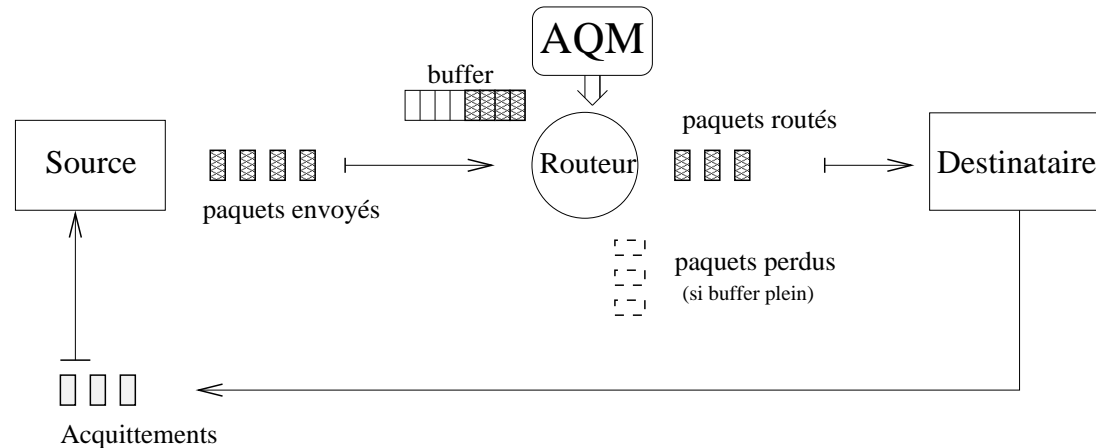 AQM
buffer
Source
paquets envoyés
Routeur
paquets routés
Destinataire
paquets perdus
(si buffer plein)
Acquittements